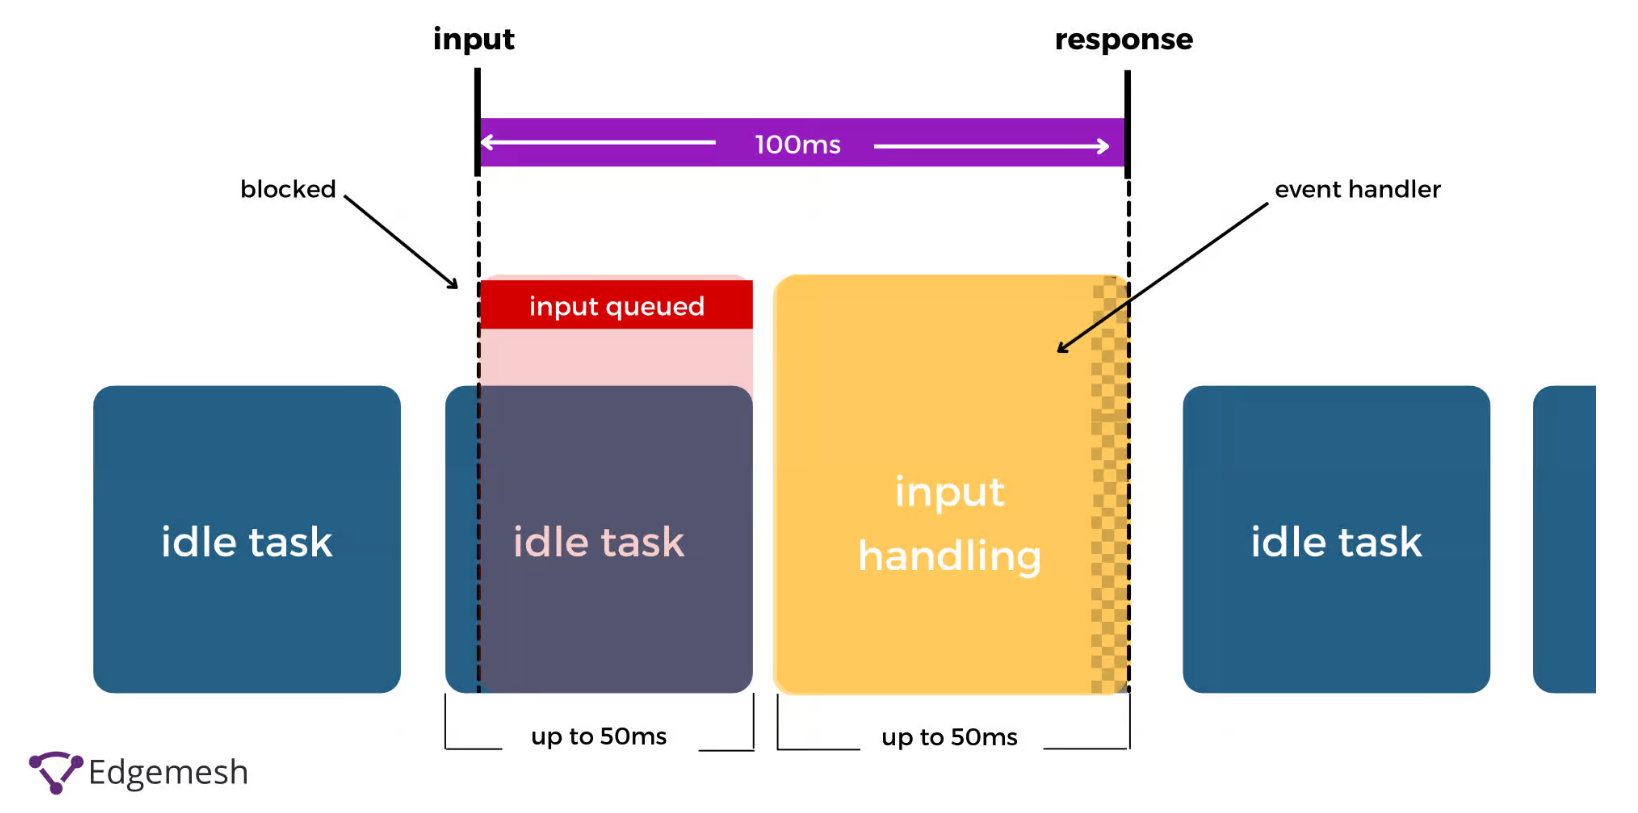 input
response
100ms
blocked
event handler
input queued
input
handling
idle task
idle task
idle task
up to 50ms
up to 50ms
Edgemesh